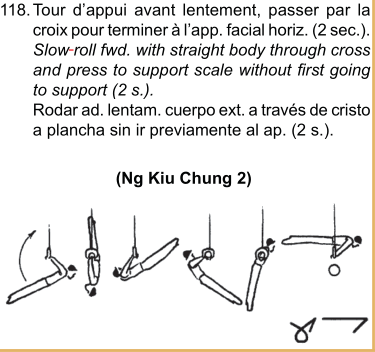 118. Tour d'appui avant lentement, passer par la
croix pour terminer à l'app. facial horiz. (2 sec.).
Slow-roll fwd. with straight body through cross
and press to support scale without first going
to support (2 s.).
Rodar ad. lentam. cuerpo ext. a través de cristo
a plancha sin ir previamente al ap. (2 s.).
(Ng Kiu Chung 2)